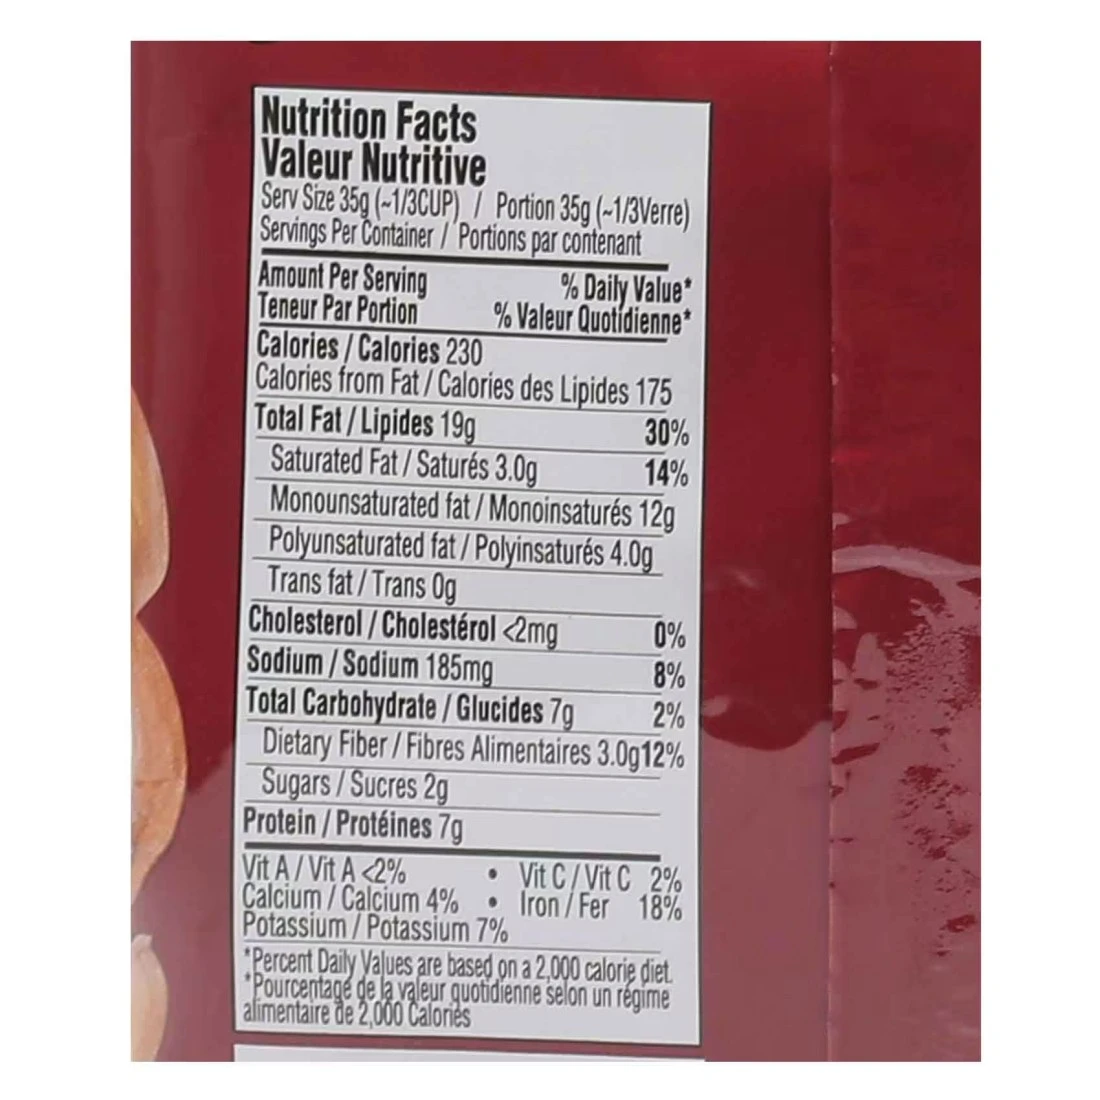 Nutrition Facts
Valeur Nutritive
Serv Size 35g (~1/3CUP) / Portion 35g (~1/3Verre)
Servings Per Container / Portions par contenant
Amount Per Serving % Daily Value*
Teneur Par Portion % Valeur Quotidienne*
Calories / Calories 230
Calories from Fat / Calories des Lipides 175
Total Fat / Lipides 19g 30%
Saturated Fat / Saturés 3.0g 14%
Monounsaturated fat / Monoinsaturés 12g
Polyunsaturated fat / Polyinsaturés 4.0g
Trans fat / Trans 0g
Cholesterol / Cholestérol <2mg 0%
Sodium / Sodium 185mg 8%
Total Carbohydrate / Glucides 7g 2%
Dietary Fiber / Fibres Alimentaires 3.0g 12%
Sugars / Sucres 2g
Protein / Protéines 7g
Vit A / Vit A <2% • Vit C / Vit C 2%
Calcium / Calcium 4% • Iron / Fer 18%
Potassium / Potassium 7%
*Percent Daily Values are based on a 2,000 calorie diet.
*Pourcentage de la valeur quotidienne selon un régime
alimentaire de 2,000 Calories